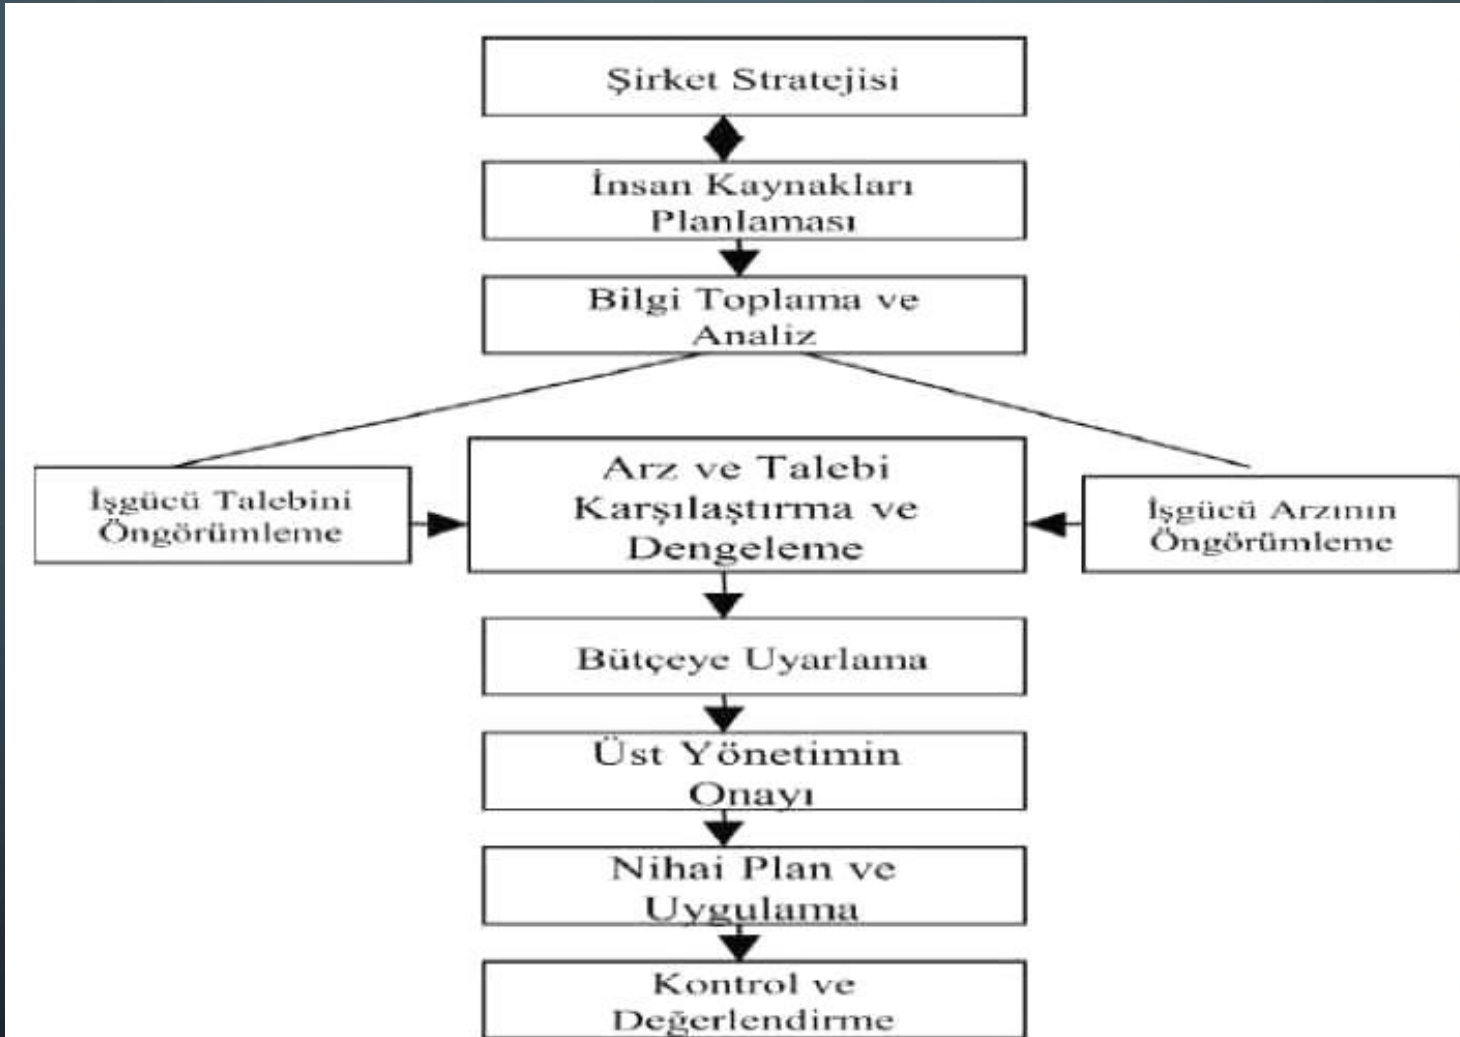 Şirket Stratejisi
İnsan Kaynakları
Planlaması
Bilgi Toplama ve
Analiz
İşgücü Talebini
Öngörümleme
Arz ve Talebi
Karşılaştırma ve
Dengeleme
İşgücü Arzının
Öngörümleme
Bütçeye Uyarlama
Üst Yönetimin
Onayı
Nihai Plan ve
Uygulama
Kontrol ve
Değerlendirme